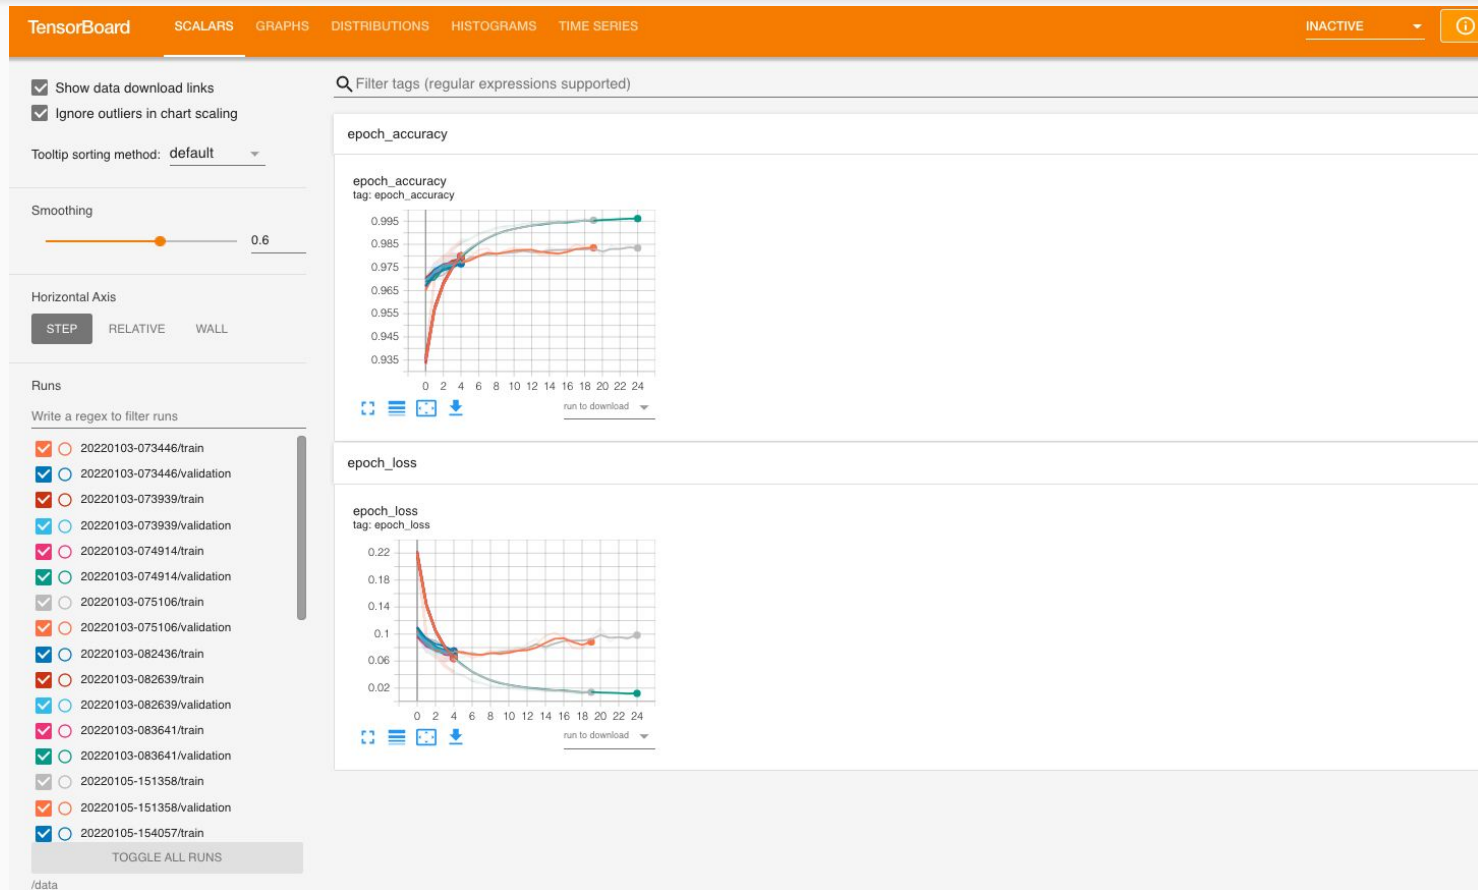 TensorBoard SCALARS GRAPHS DISTRIBUTIONS HISTOGRAMS TIME SERIES INACTIVE
Show data download links
Ignore outliers in chart scaling
Tooltip sorting method: default
Smoothing
0.6
Horizontal Axis
STEP RELATIVE WALL
Runs
Write a regex to filter runs
20220103-073446/train
20220103-073446/validation
20220103-073939/train
20220103-073939/validation
20220103-074914/train
20220103-074914/validation
20220103-075106/train
20220103-075106/validation
20220103-082436/train
20220103-082639/train
20220103-082639/validation
20220103-083641/train
20220103-083641/validation
20220105-151358/train
20220105-151358/validation
20220105-154057/train
TOGGLE ALL RUNS
/data
Filter tags (regular expressions supported)
epoch_accuracy
epoch_accuracy
tag: epoch_accuracy
0.995
0.985
0.975
0.965
0.955
0.945
0.935
0 2 4 6 8 10 12 14 16 18 20 22 24
run to download
epoch_loss
epoch_loss
tag: epoch_loss
0.22
0.18
0.14
0.1
0.06
0.02
0 2 4 6 8 10 12 14 16 18 20 22 24
run to download